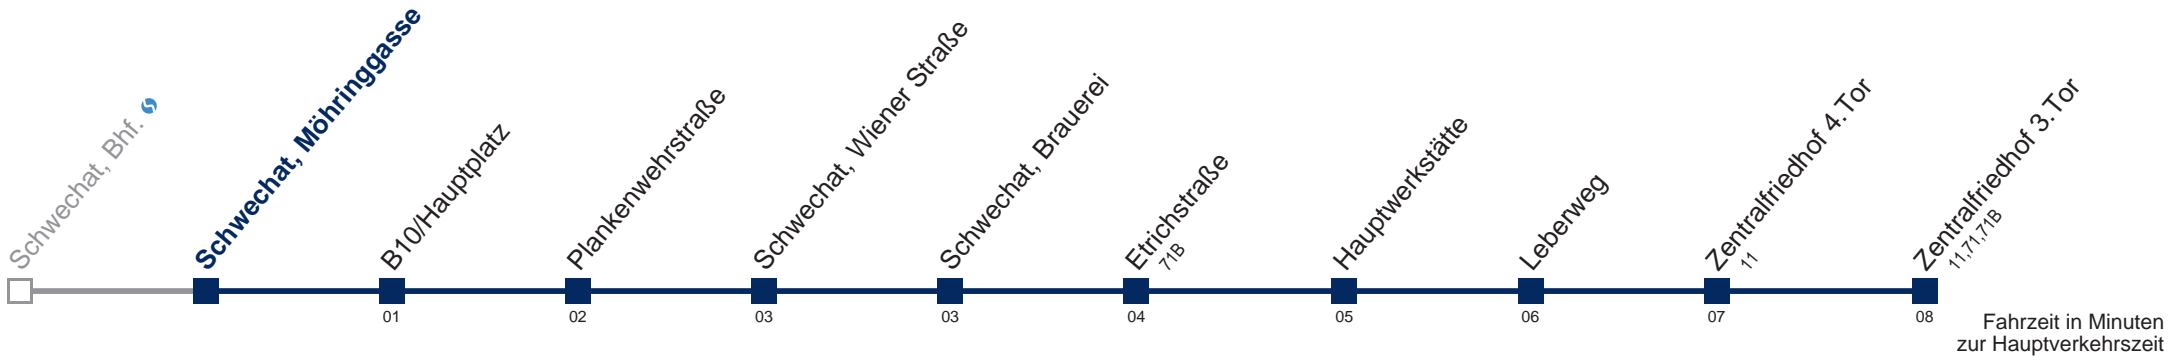 Schwechat, Bhf.
Schwechat, Möhringgasse
B10/Hauptplatz
01
Plankenwehrstraße
02
Schwechat, Wiener Straße
03
Schwechat, Brauerei
03
Etrichstraße
71B
04
Hauptwerkstätte
05
Leberweg
06
Zentralfriedhof 4.Tor
11
07
Zentralfriedhof 3.Tor
11,71,71B
08
Fahrzeit in Minuten
zur Hauptverkehrszeit